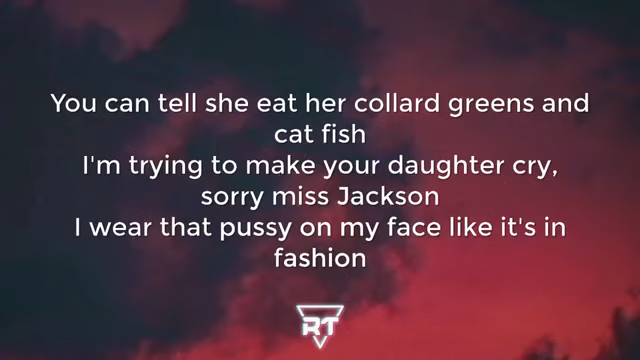 You can tell she eat her collard greens and
cat fish
I'm trying to make your daughter cry,
sorry miss Jackson
I wear that pussy on my face like it's in
fashion
RT